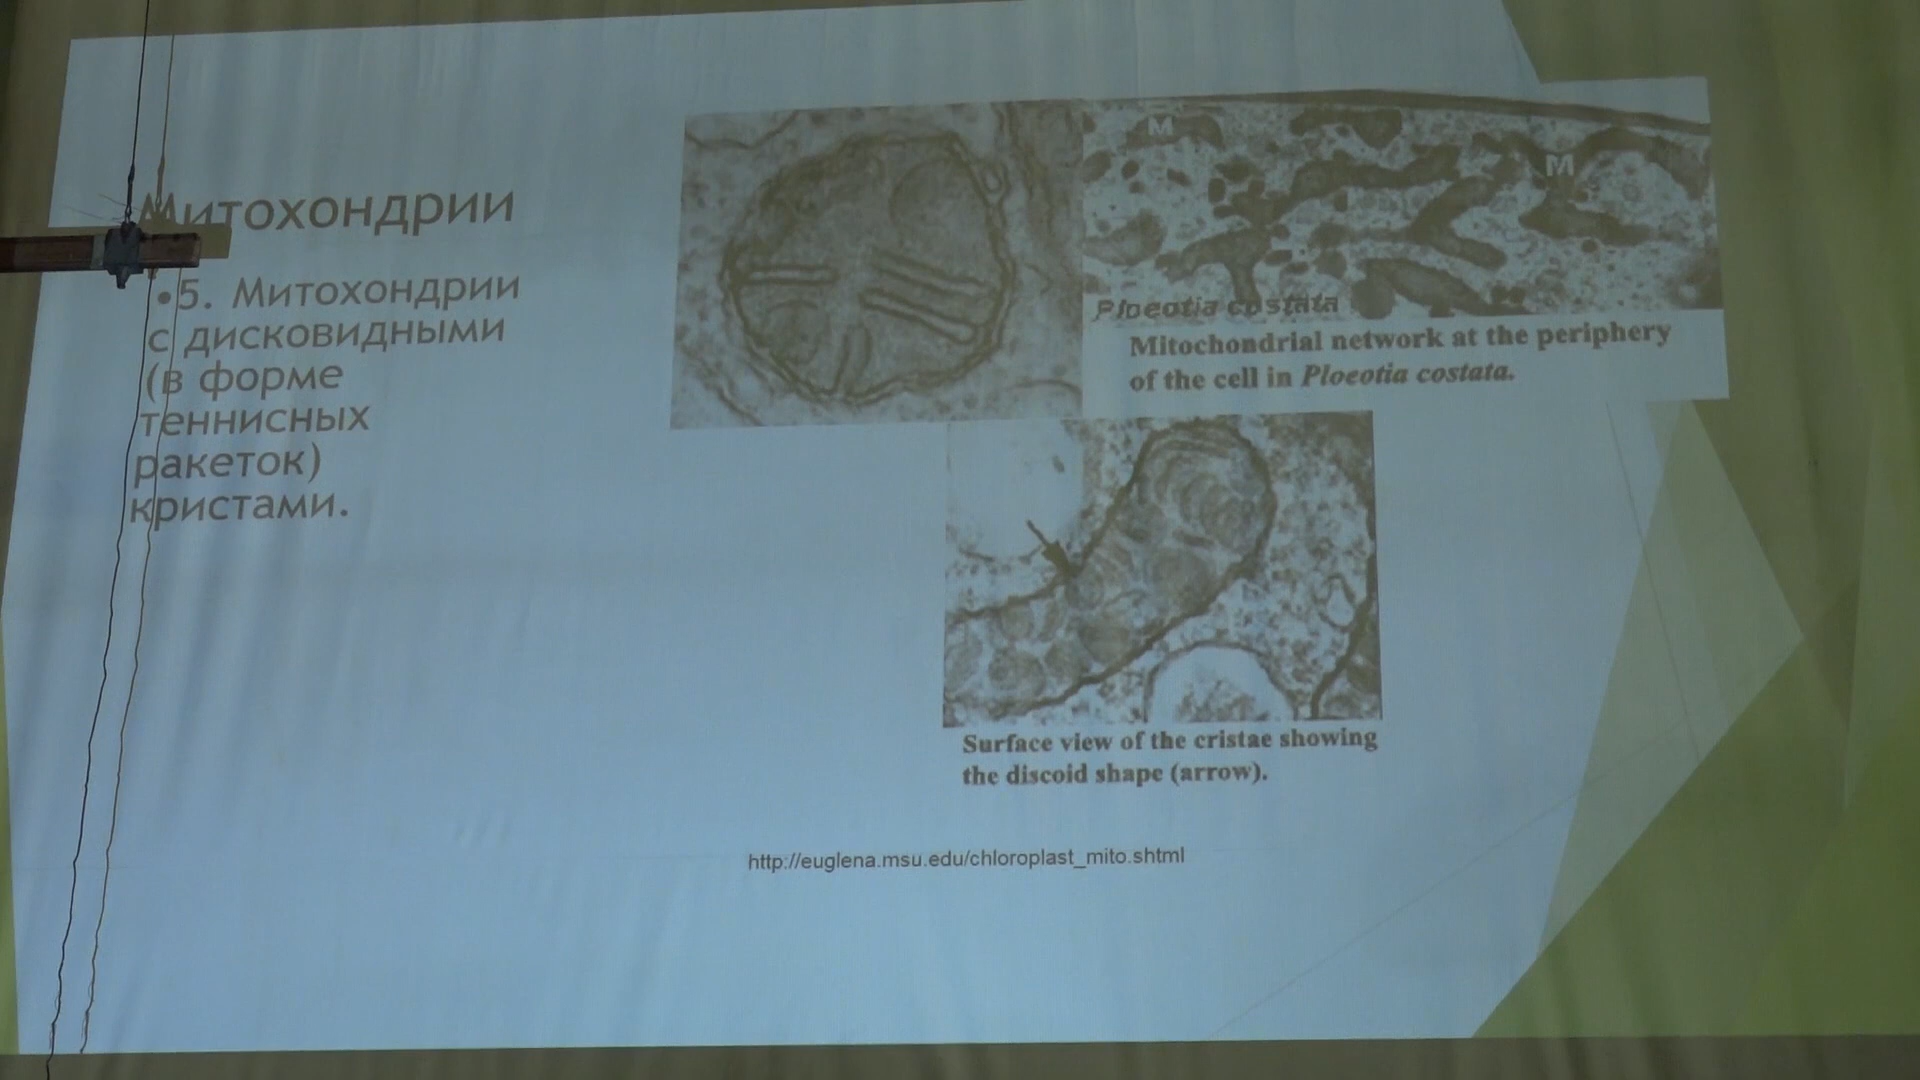 Митохондрии
•5. Митохондрии
с дисковидными
(в форме
теннисных
ракеток)
кристами.
M
M
Ploeotia costata
Mitochondrial network at the periphery
of the cell in Ploeotia costata.
Surface view of the cristae showing
the discoid shape (arrow).
http://euglena.msu.edu/chloroplast_mito.shtml